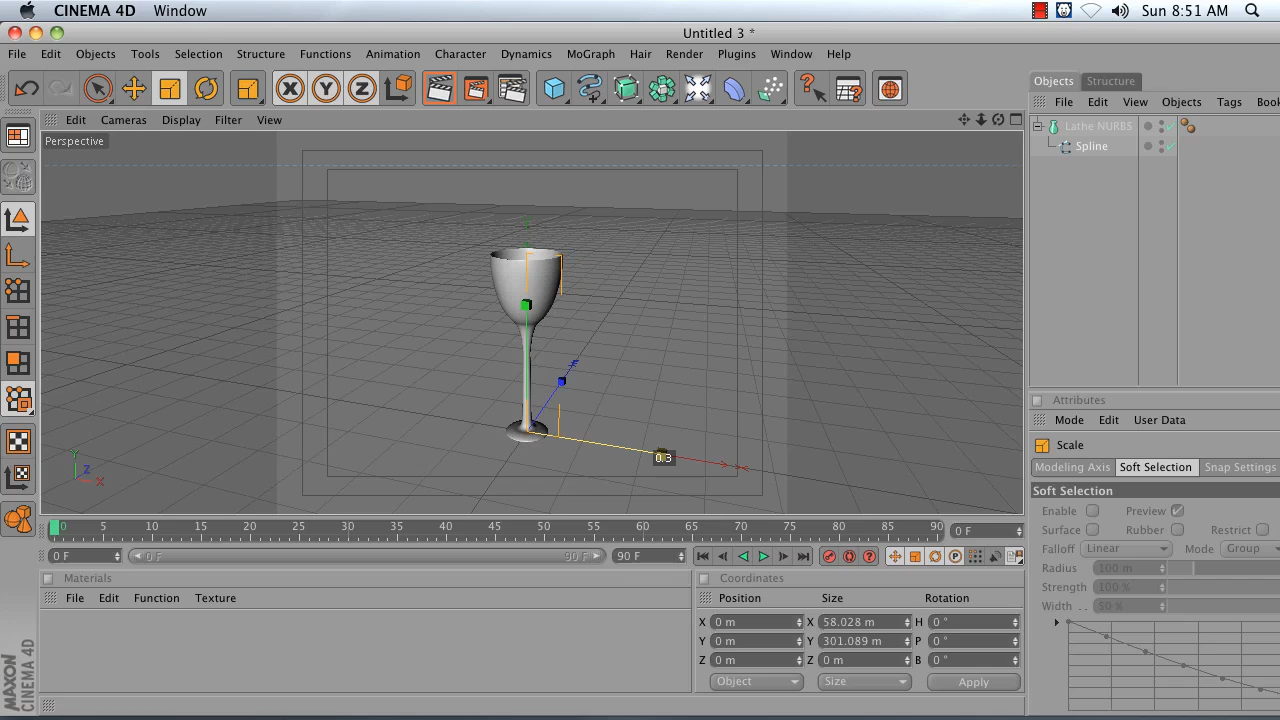 CINEMA 4D Window Sun 8:51 AM
Untitled 3 *
File Edit Objects Tools Selection Structure Functions Animation Character Dynamics MoGraph Hair Render Plugins Window Help
X Y Z
Objects Structure
File Edit View Objects Tags Book
Lathe NURBS
Spline
Edit Cameras Display Filter View
Perspective
Y
0.3
Y
Z
X
Attributes
Mode Edit User Data
Scale
Modeling Axis Soft Selection Snap Settings
Soft Selection
Enable Preview
Surface Rubber Restrict
Falloff Linear Mode Group
Radius 100 m
Strength 100 %
Width . . 50 %
0 5 10 15 20 25 30 35 40 45 50 55 60 65 70 75 80 85 90 0 F
0 F 0 F 90 F 90 F
Materials
File Edit Function Texture
Coordinates
Position Size Rotation
X 0 m X 58.028 m H 0 °
Y 0 m Y 301.089 m P 0 °
Z 0 m Z 0 m B 0 °
Object Size Apply
MAXON
CINEMA 4D